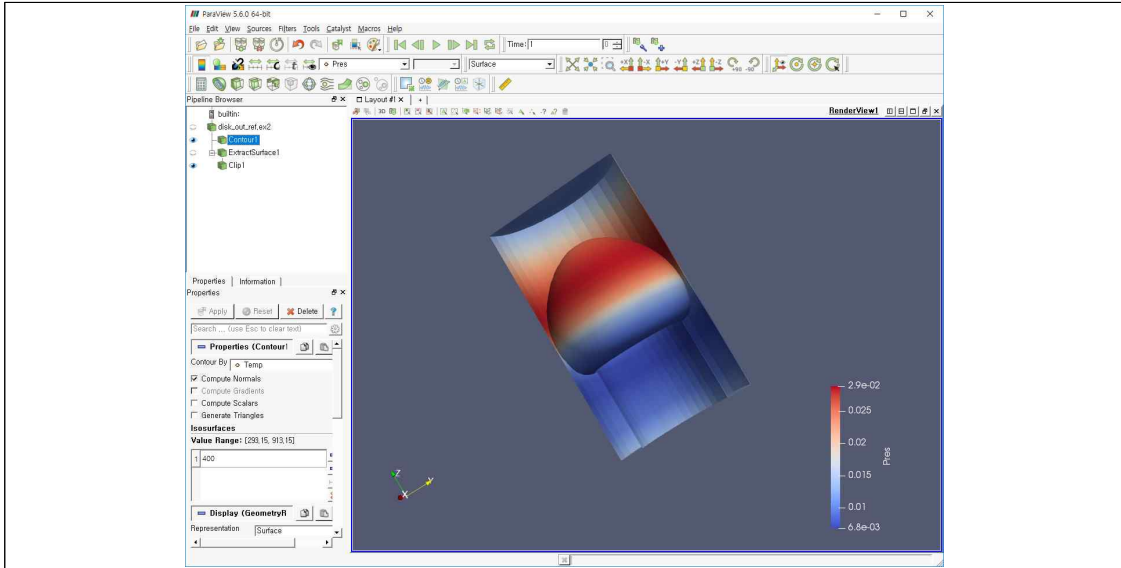 ParaView 5.6.0 64-bit
File Edit View Sources Filters Tools Catalyst Macros Help
Time: 1 0
Pres Surface
+X -X +Y -Y +Z -Z -90 +90
Pipeline Browser
Layout #1 × +
3D
RenderView1
builtin:
disk_out_ref.ex2
Contour1
ExtractSurface1
Clip1
Properties Information
Properties
Apply Reset Delete ?
Search ... (use Esc to clear text)
Properties (Contour1
Contour By Temp
Compute Normals
Compute Gradients
Compute Scalars
Generate Triangles
Isosurfaces
Value Range: [293,15, 913,15]
1 400
Display (GeometryR
Representation Surface
Z
Y
X
2.9e-02
0.025
0.02
0.015
0.01
6.8e-03
Pres